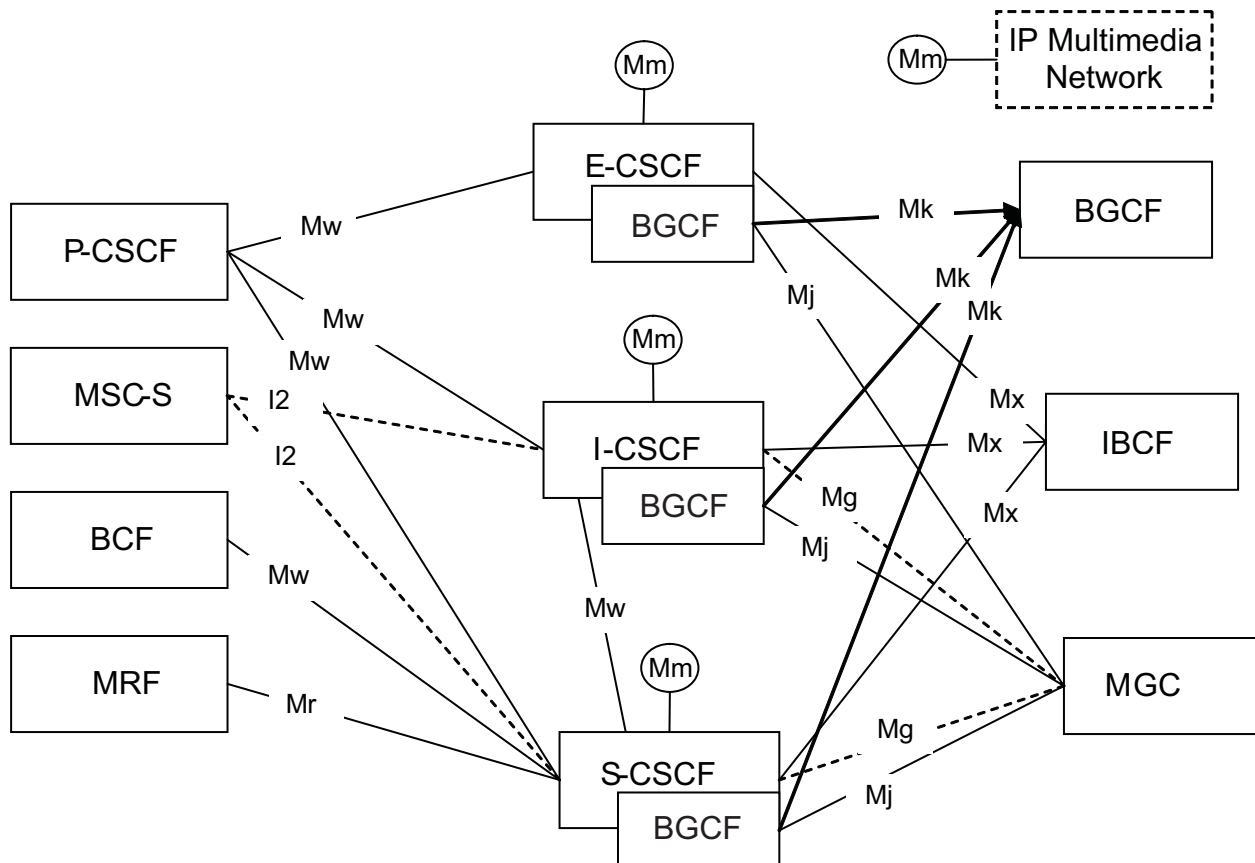 Mm
Mm
IP Multimedia
Network
E-CSCF
BGCF
Mk
BGCF
P-CSCF
Mw
Mk
Mj
Mk
Mw
Mm
Mw
MSC-S
I2
Mx
I-CSCF
Mx
IBCF
I2
BGCF
Mg
Mx
BCF
Mj
Mw
Mw
Mm
MRF
MGC
Mr
Mg
S-CSCF
Mj
BGCF